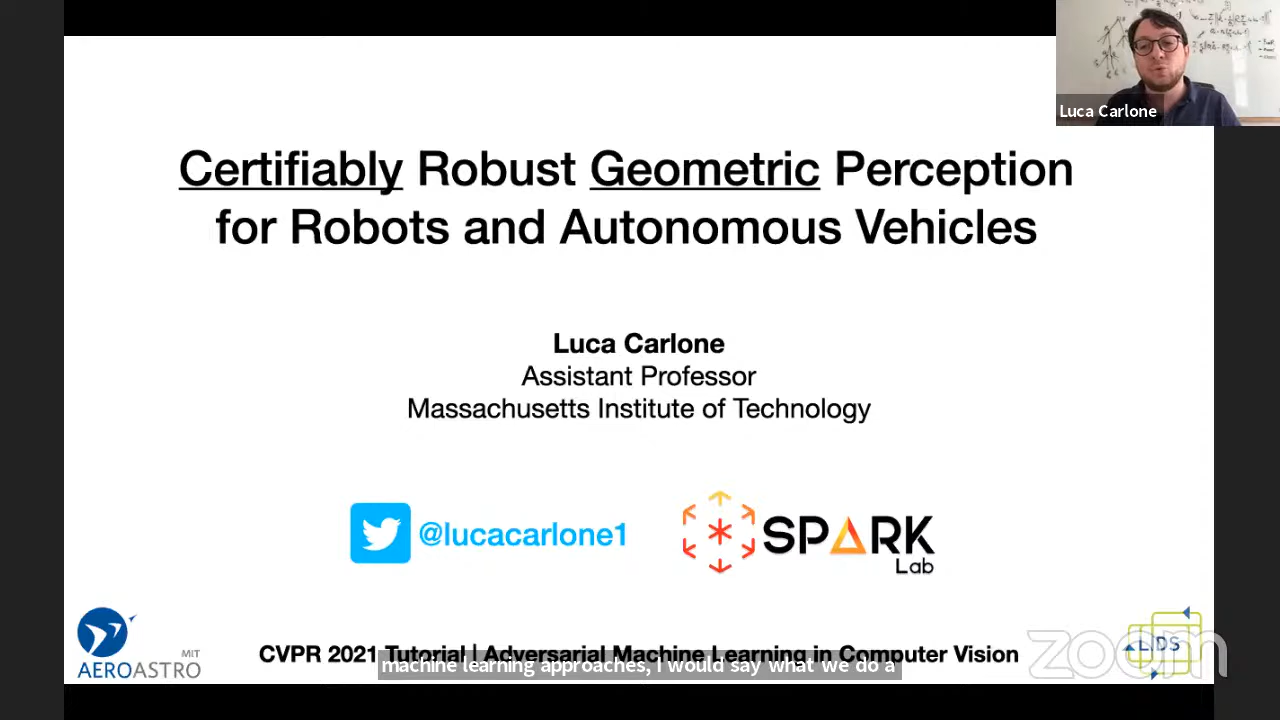 Luca Carlone
Certifiably Robust Geometric Perception
for Robots and Autonomous Vehicles
Luca Carlone
Assistant Professor
Massachusetts Institute of Technology
@lucacarlone1
SPARK
Lab
MIT
AEROASTRO
CVPR 2021 Tutorial | Adversarial Machine Learning in Computer Vision
machine learning approaches, I would say what we do a
LIDS
zoom